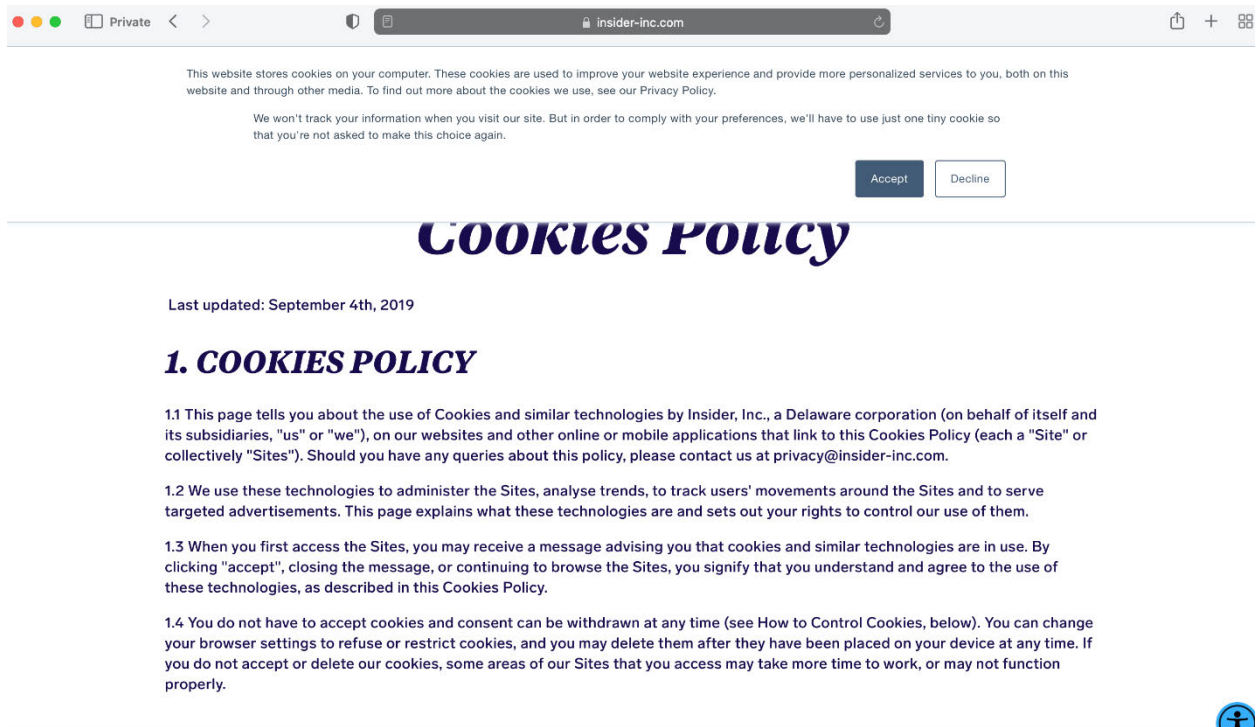 Private
insider-inc.com
This website stores cookies on your computer. These cookies are used to improve your website experience and provide more personalized services to you, both on this
website and through other media. To find out more about the cookies we use, see our Privacy Policy.
We won't track your information when you visit our site. But in order to comply with your preferences, we'll have to use just one tiny cookie so
that you're not asked to make this choice again.
Accept Decline
Cookies Policy
Last updated: September 4th, 2019
1. COOKIES POLICY
1.1 This page tells you about the use of Cookies and similar technologies by Insider, Inc., a Delaware corporation (on behalf of itself and
its subsidiaries, "us" or "we"), on our websites and other online or mobile applications that link to this Cookies Policy (each a "Site" or
collectively "Sites"). Should you have any queries about this policy, please contact us at privacy@insider-inc.com.
1.2 We use these technologies to administer the Sites, analyse trends, to track users' movements around the Sites and to serve
targeted advertisements. This page explains what these technologies are and sets out your rights to control our use of them.
1.3 When you first access the Sites, you may receive a message advising you that cookies and similar technologies are in use. By
clicking "accept", closing the message, or continuing to browse the Sites, you signify that you understand and agree to the use of
these technologies, as described in this Cookies Policy.
1.4 You do not have to accept cookies and consent can be withdrawn at any time (see How to Control Cookies, below). You can change
your browser settings to refuse or restrict cookies, and you may delete them after they have been placed on your device at any time. If
you do not accept or delete our cookies, some areas of our Sites that you access may take more time to work, or may not function
properly.